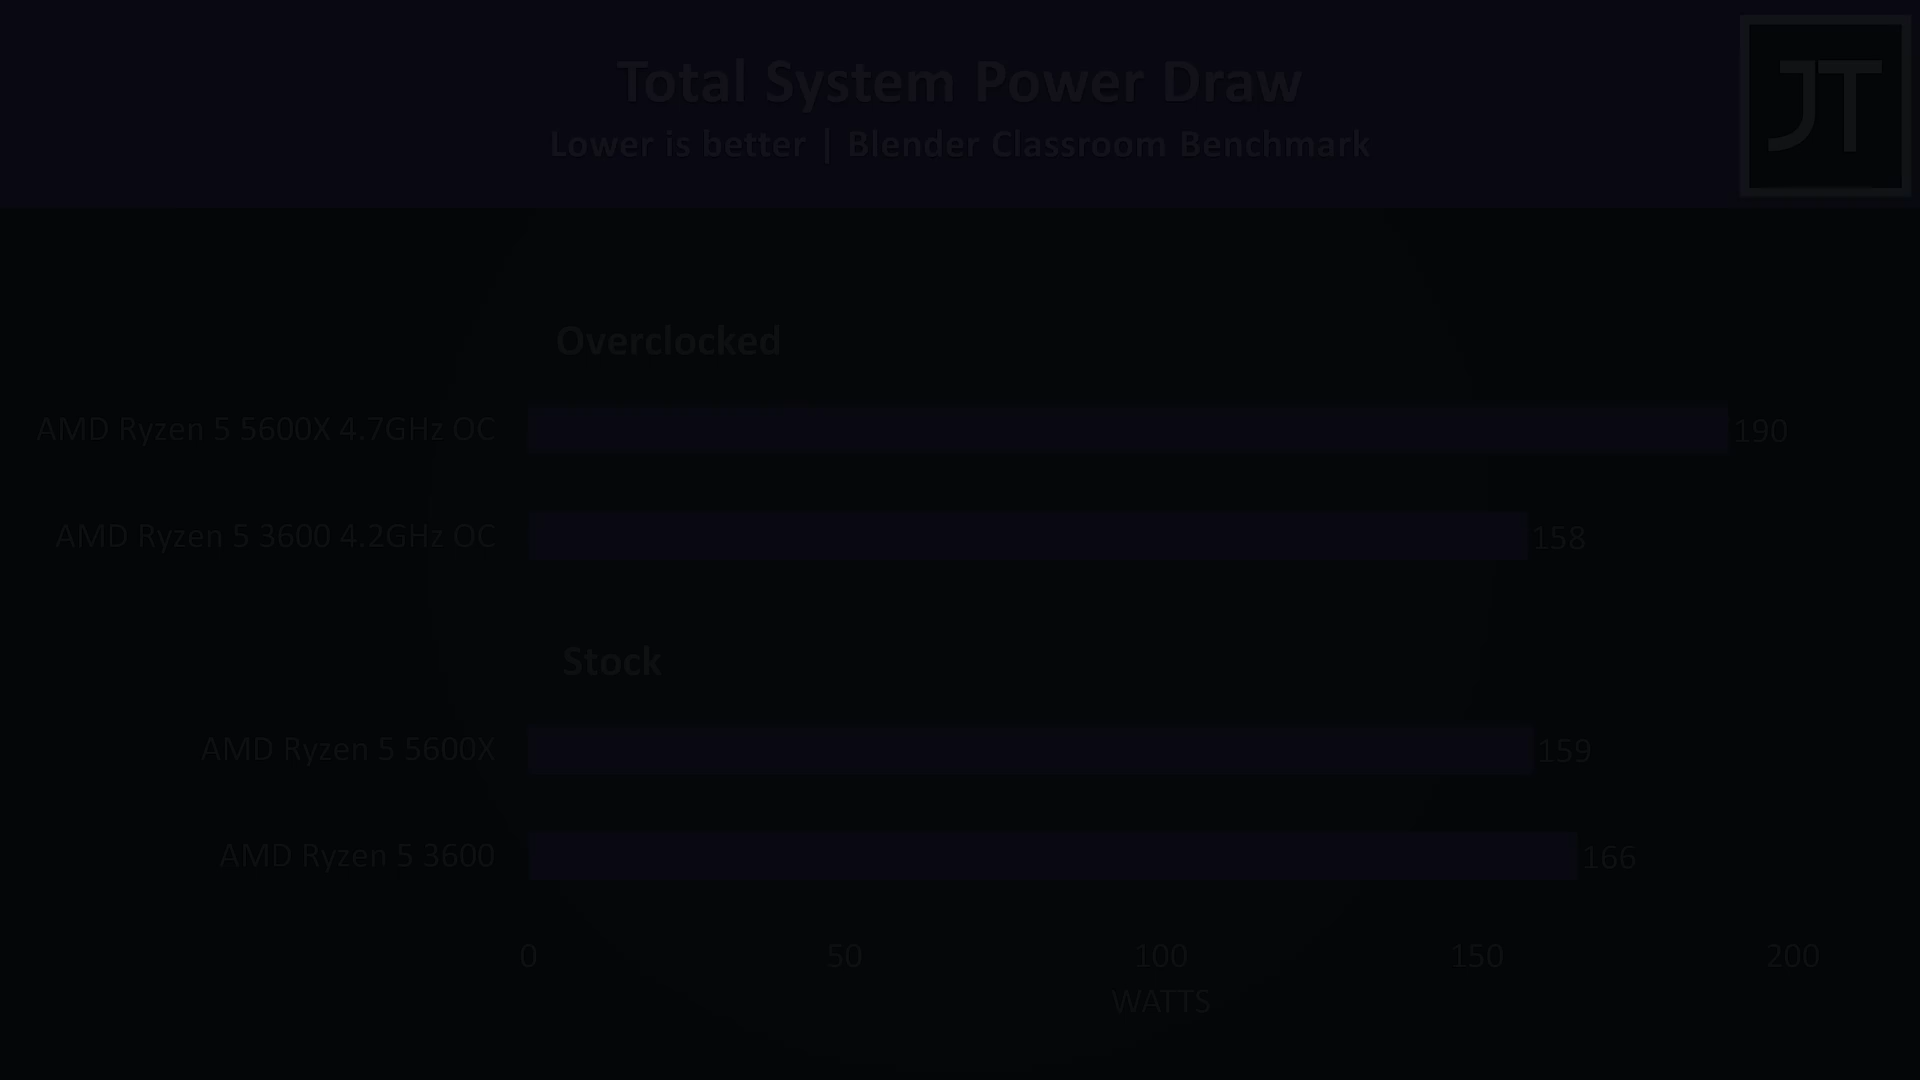 Total System Power Draw
Lower is better | Blender Classroom Benchmark
JT
Overclocked
AMD Ryzen 5 5600X 4.7GHz OC
190
AMD Ryzen 5 3600 4.2GHz OC
158
Stock
AMD Ryzen 5 5600X
159
AMD Ryzen 5 3600
166
0 50 100 150 200
WATTS